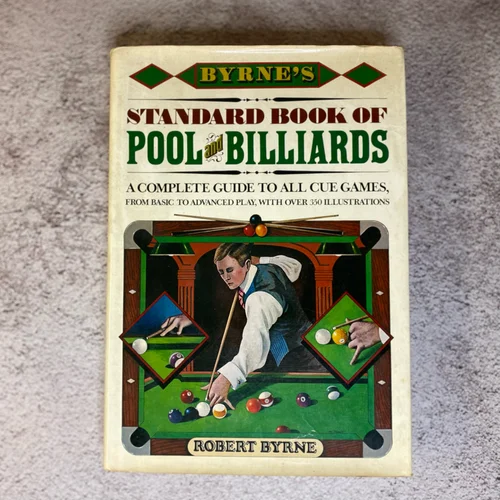 BYRNE'S
STANDARD BOOK OF
POOL and BILLIARDS
A COMPLETE GUIDE TO ALL CUE GAMES,
FROM BASIC TO ADVANCED PLAY, WITH OVER 350 ILLUSTRATIONS
ROBERT BYRNE